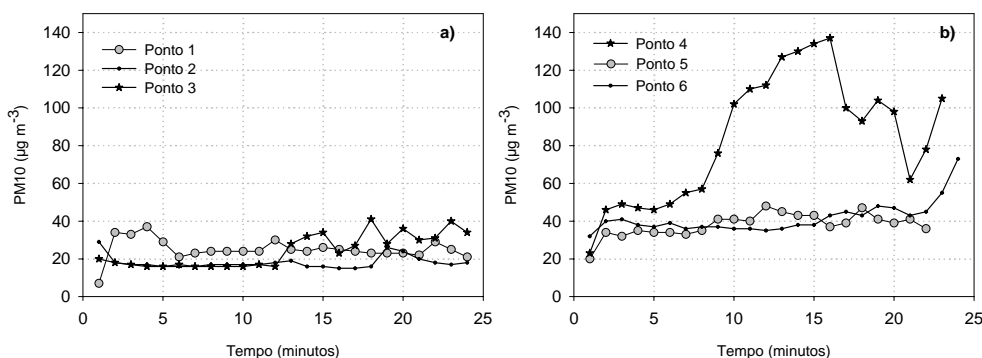 a)
Ponto 1
Ponto 2
Ponto 3
PM10 (µg m-3)
140
120
100
80
60
40
20
0
0 5 10 15 20 25
Tempo (minutos)
b)
Ponto 4
Ponto 5
Ponto 6
PM10 (µg m-3)
140
120
100
80
60
40
20
0
0 5 10 15 20 25
Tempo (minutos)